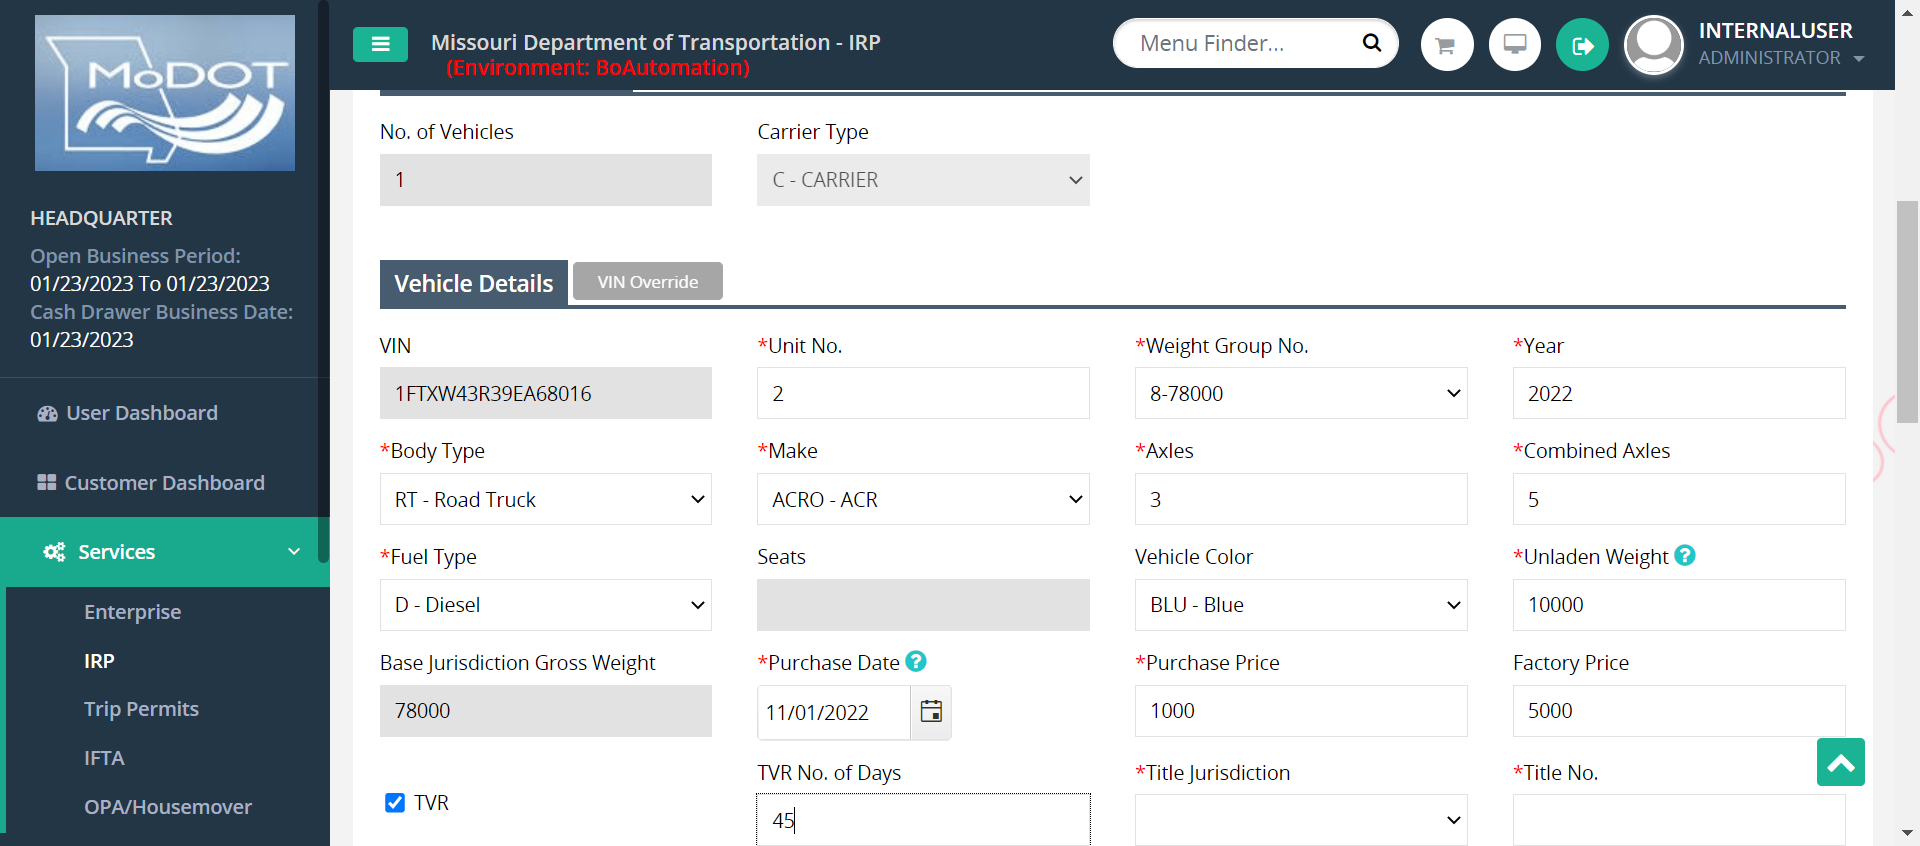 MoDOT
Missouri Department of Transportation - IRP
(Environment: BoAutomation)
Menu Finder...
INTERNALUSER
ADMINISTRATOR
HEADQUARTER
Open Business Period:
01/23/2023 To 01/23/2023
Cash Drawer Business Date:
01/23/2023
User Dashboard
Customer Dashboard
Services
Enterprise
IRP
Trip Permits
IFTA
OPA/Housemover
No. of Vehicles
Carrier Type
1
C - CARRIER
Vehicle Details
VIN Override
VIN
*Unit No.
*Weight Group No.
*Year
1FTXW43R39EA68016
2
8-78000
2022
*Body Type
*Make
*Axles
*Combined Axles
RT - Road Truck
ACRO - ACR
3
5
*Fuel Type
Seats
Vehicle Color
*Unladen Weight ?
D - Diesel
BLU - Blue
10000
Base Jurisdiction Gross Weight
*Purchase Date ?
*Purchase Price
Factory Price
78000
11/01/2022
1000
5000
TVR
TVR No. of Days
*Title Jurisdiction
*Title No.
45